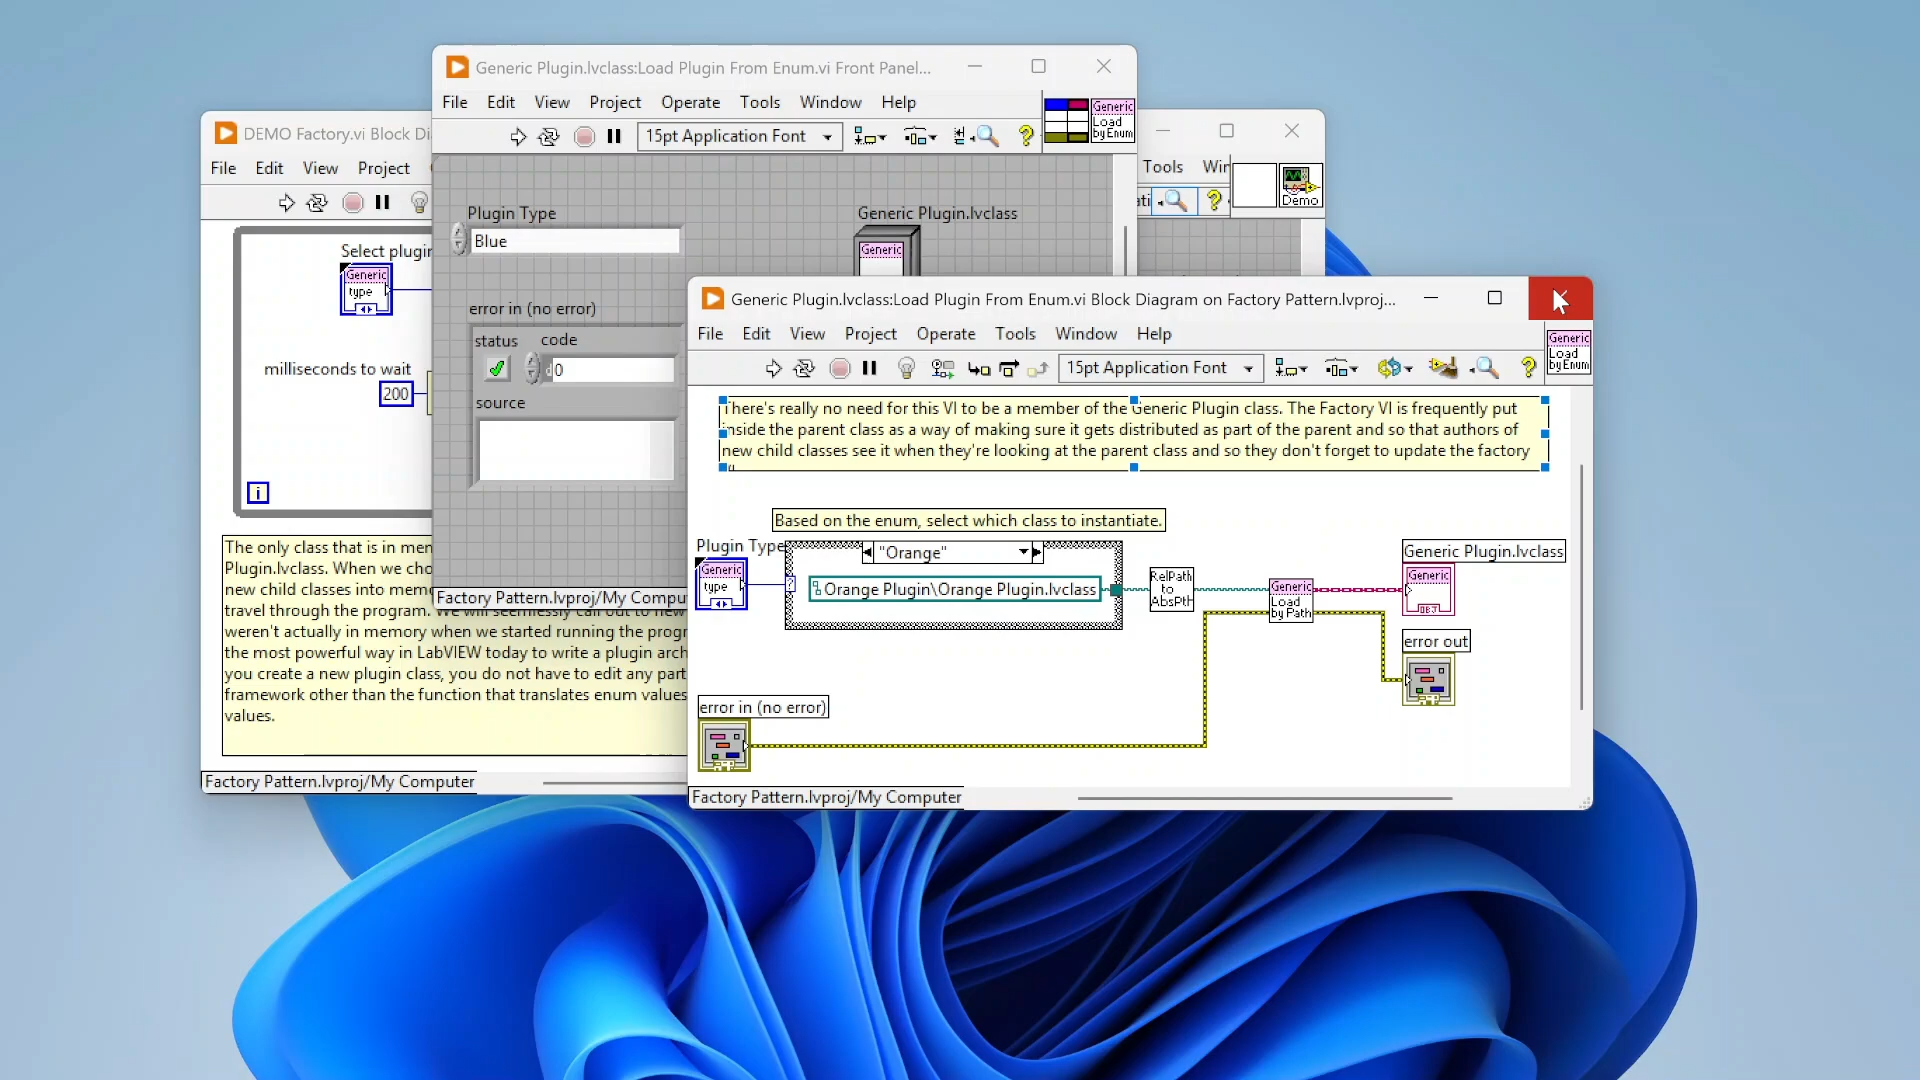 Generic Plugin.lvclass:Load Plugin From Enum.vi Front Panel...
File Edit View Project Operate Tools Window Help
15pt Application Font
Generic
Load
by Enum
DEMO Factory.vi Block Di
File Edit View Project
Tools Win
Demo
Select plugin
Generic
type
milliseconds to wait
200
i
Plugin Type
Blue
Generic Plugin.lvclass
Generic
error in (no error)
status code
0
source
Factory Pattern.lvproj/My Comput
The only class that is in mem
Plugin.lvclass. When we cho
new child classes into memo
travel through the program. We will seemlessly call out to new
weren't actually in memory when we started running the progr
the most powerful way in LabVIEW today to write a plugin arch
you create a new plugin class, you do not have to edit any part
framework other than the function that translates enum values
values.
Factory Pattern.lvproj/My Computer
Generic Plugin.lvclass:Load Plugin From Enum.vi Block Diagram on Factory Pattern.lvproj...
File Edit View Project Operate Tools Window Help
15pt Application Font
Generic
Load
by Enum
There's really no need for this VI to be a member of the Generic Plugin class. The Factory VI is frequently put
inside the parent class as a way of making sure it gets distributed as part of the parent and so that authors of
new child classes see it when they're looking at the parent class and so they don't forget to update the factory
Based on the enum, select which class to instantiate.
Plugin Type
Generic
type
"Orange"
Orange Plugin\Orange Plugin.lvclass
RelPath
to
AbsPth
Generic
Load
by Path
Generic Plugin.lvclass
Generic
OBJ
error out
error in (no error)
Factory Pattern.lvproj/My Computer